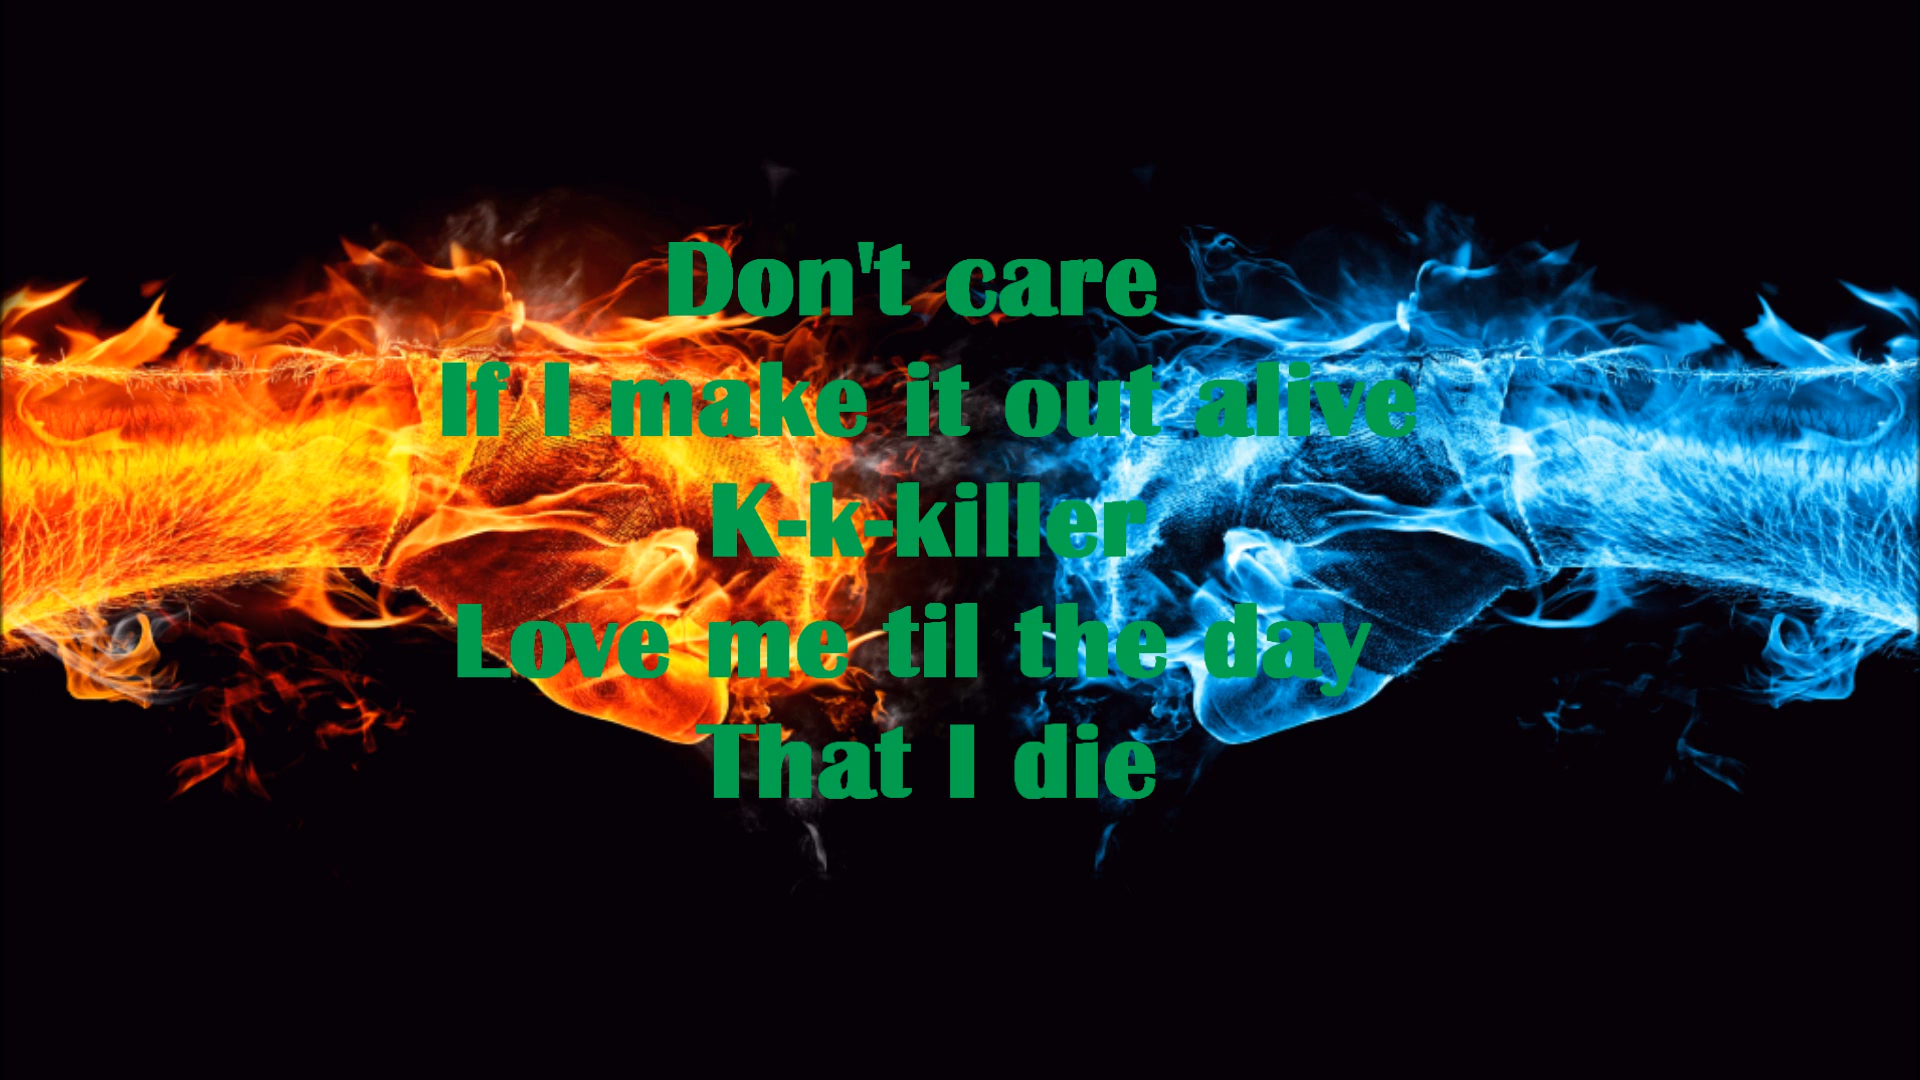 Don't care
If I make it out alive
K-k-killer
Love me til the day
That I die